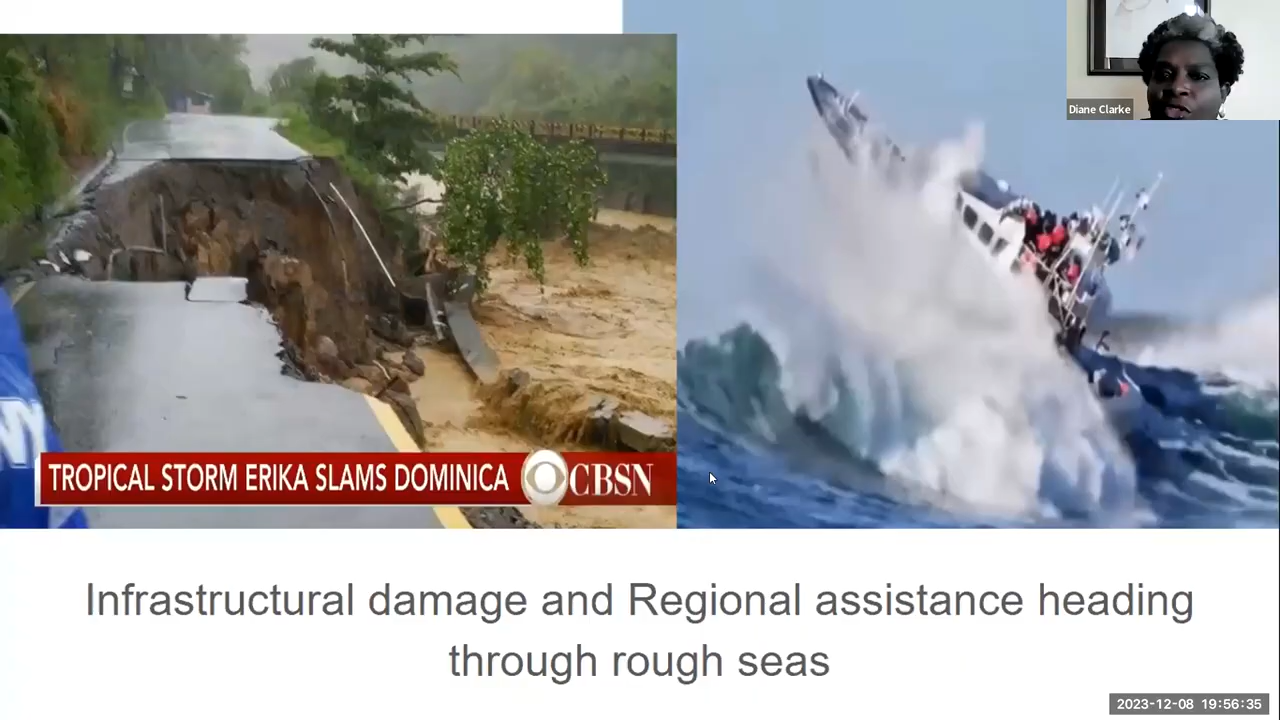 Diane Clarke
NY
TROPICAL STORM ERIKA SLAMS DOMINICA CBSN
Infrastructural damage and Regional assistance heading
through rough seas
2023-12-08 19:56:35